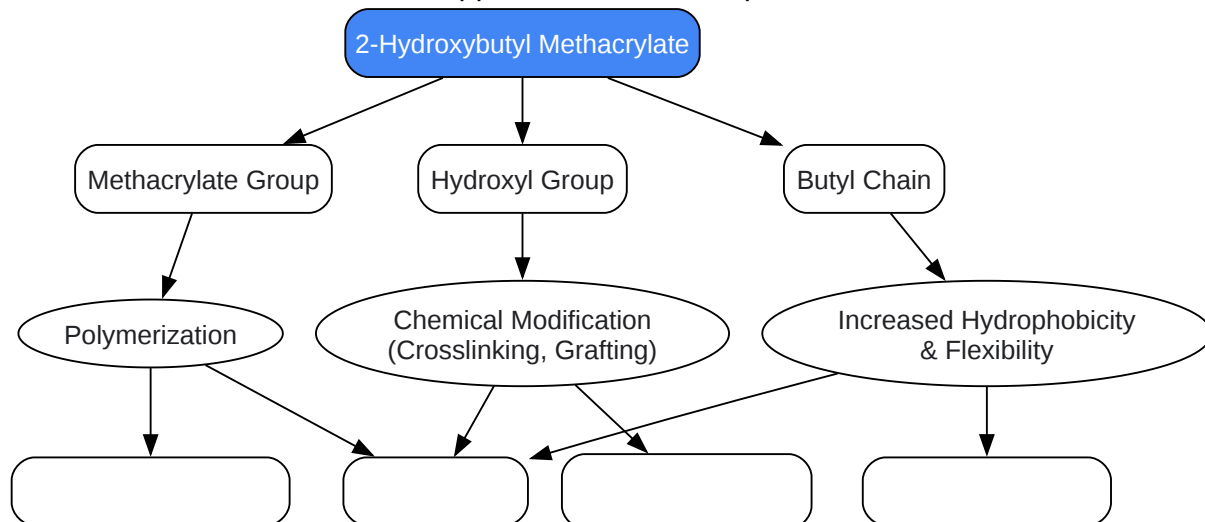 2-Hydroxybutyl Methacrylate
Methacrylate Group
Hydroxyl Group
Butyl Chain
Polymerization
Chemical Modification
(Crosslinking, Grafting)
Increased Hydrophobicity
& Flexibility